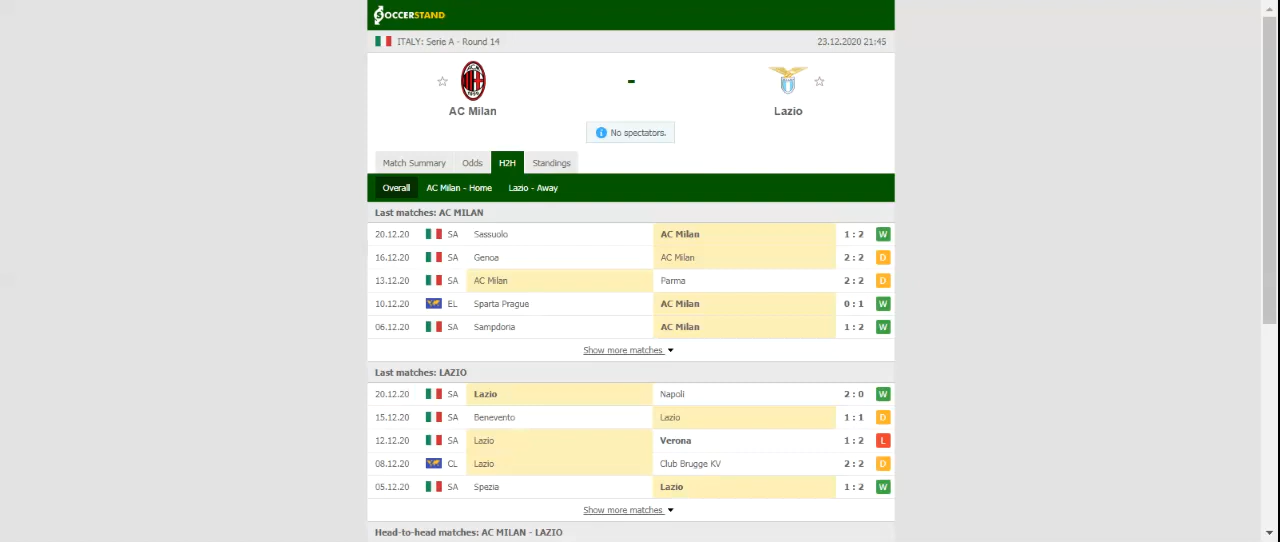 SOCCERSTAND
ITALY: Serie A - Round 14 23.12.2020 21:45
-
AC Milan Lazio
No spectators.
Match Summary Odds H2H Standings
Overall AC Milan - Home Lazio - Away
Last matches: AC MILAN
20.12.20 SA Sassuolo AC Milan 1 : 2 W
16.12.20 SA Genoa AC Milan 2 : 2 D
13.12.20 SA AC Milan Parma 2 : 2 D
10.12.20 EL Sparta Prague AC Milan 0 : 1 W
06.12.20 SA Sampdoria AC Milan 1 : 2 W
Show more matches
Last matches: LAZIO
20.12.20 SA Lazio Napoli 2 : 0 W
15.12.20 SA Benevento Lazio 1 : 1 D
12.12.20 SA Lazio Verona 1 : 2 L
08.12.20 CL Lazio Club Brugge KV 2 : 2 D
05.12.20 SA Spezia Lazio 1 : 2 W
Show more matches
Head-to-head matches: AC MILAN - LAZIO